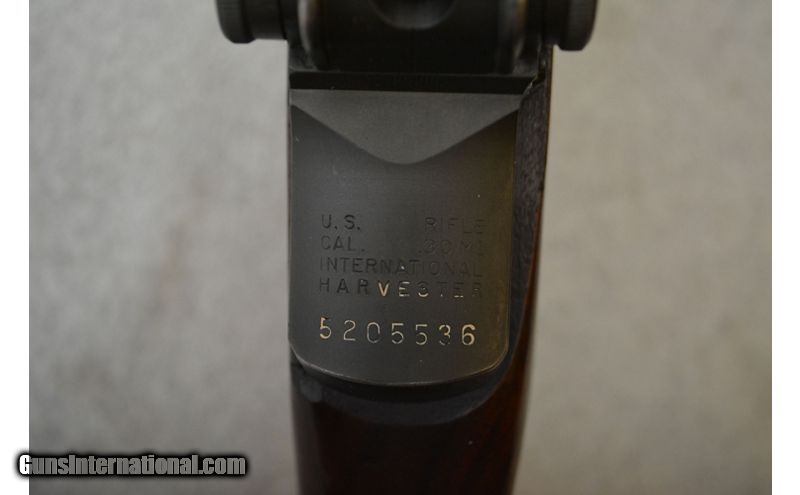 U.S. RIFLE
CAL. .30 M1
INTERNATIONAL
HARVESTER
5205536
GunsInternational.com